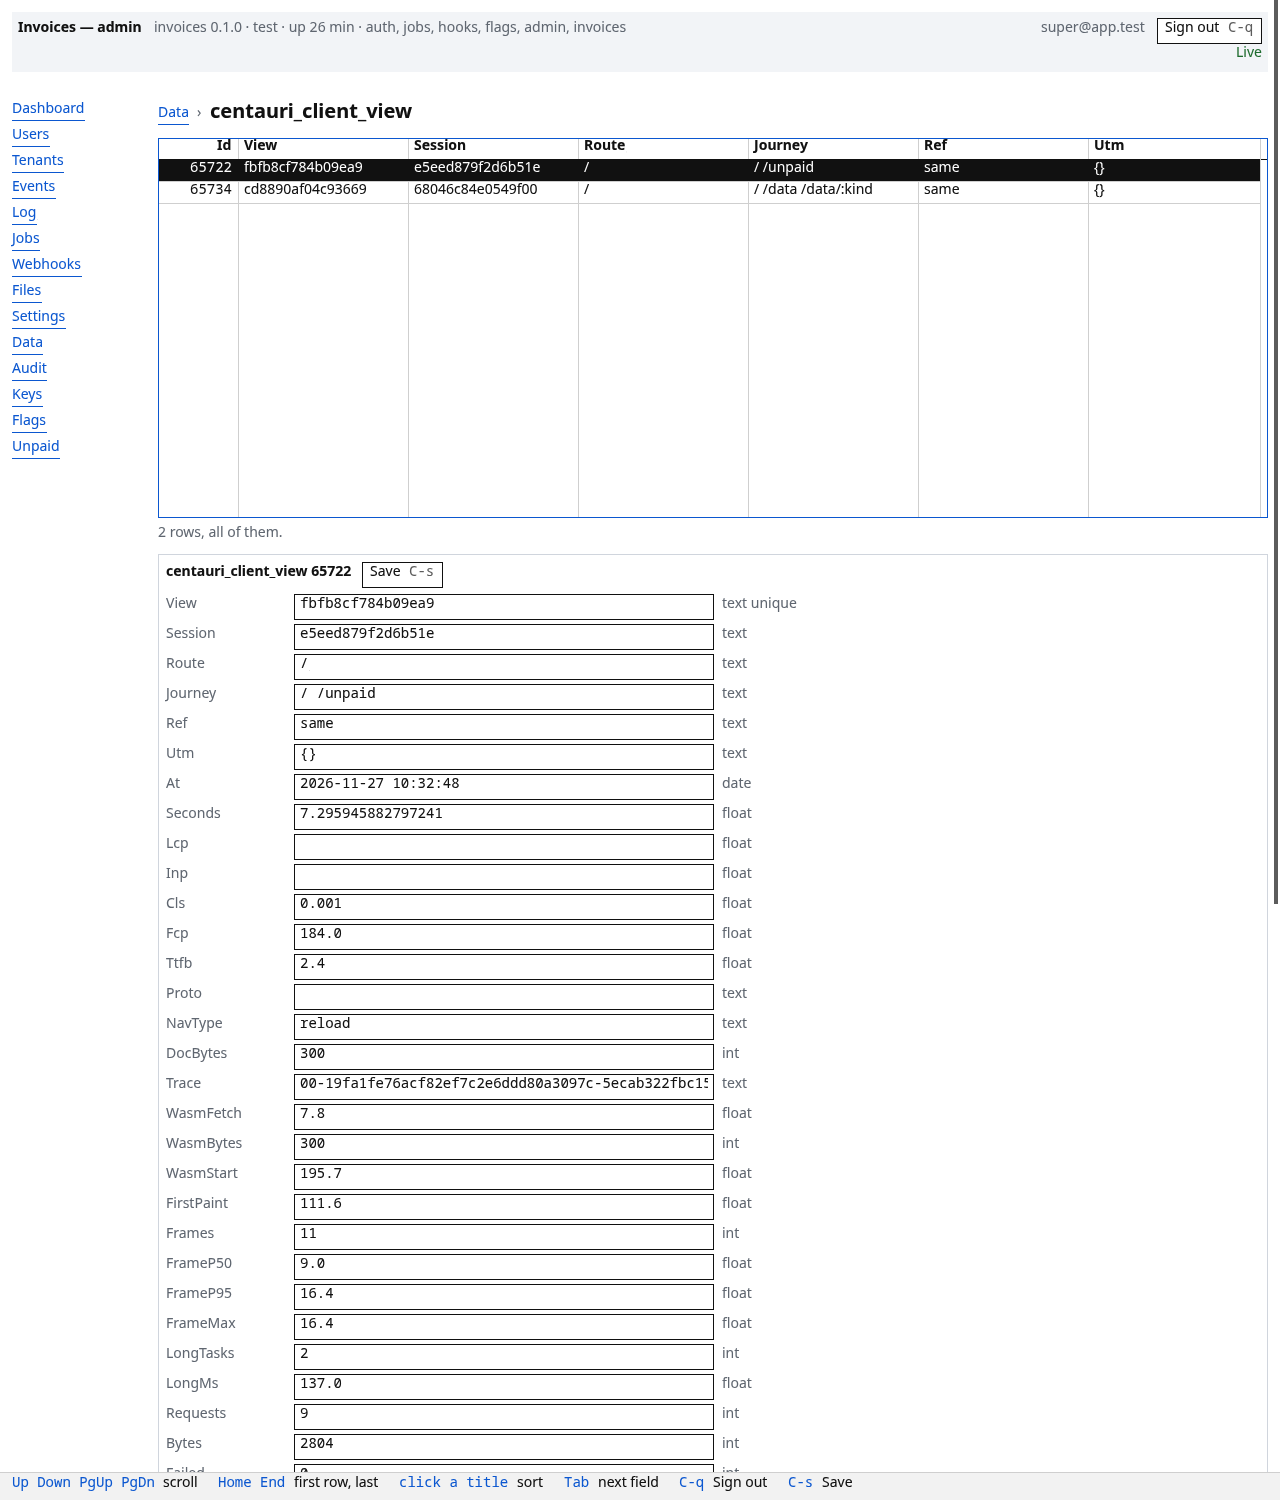 Invoices — admin invoices 0.1.0 · test · up 26 min · auth, jobs, hooks, flags, admin, invoices super@app.test Sign out C-q
Live
Dashboard
Users
Tenants
Events
Log
Jobs
Webhooks
Files
Settings
Data
Audit
Keys
Flags
Unpaid
Data › centauri_client_view
Id View Session Route Journey Ref Utm
65722 fbfb8cf784b09ea9 e5eed879f2d6b51e / / /unpaid same {}
65734 cd8890af04c93669 68046c84e0549f00 / / /data /data/:kind same {}
2 rows, all of them.
centauri_client_view 65722 Save C-s
View fbfb8cf784b09ea9 text unique
Session e5eed879f2d6b51e text
Route / text
Journey / /unpaid text
Ref same text
Utm {} text
At 2026-11-27 10:32:48 date
Seconds 7.295945882797241 float
Lcp float
Inp float
Cls 0.001 float
Fcp 184.0 float
Ttfb 2.4 float
Proto text
NavType reload text
DocBytes 300 int
Trace 00-19fa1fe76acf82ef7c2e6ddd80a3097c-5ecab322fbc15 text
WasmFetch 7.8 float
WasmBytes 300 int
WasmStart 195.7 float
FirstPaint 111.6 float
Frames 11 int
FrameP50 9.0 float
FrameP95 16.4 float
FrameMax 16.4 float
LongTasks 2 int
LongMs 137.0 float
Requests 9 int
Bytes 2804 int
Failed 0 int
Up Down PgUp PgDn scroll Home End first row, last click a title sort Tab next field C-q Sign out C-s Save